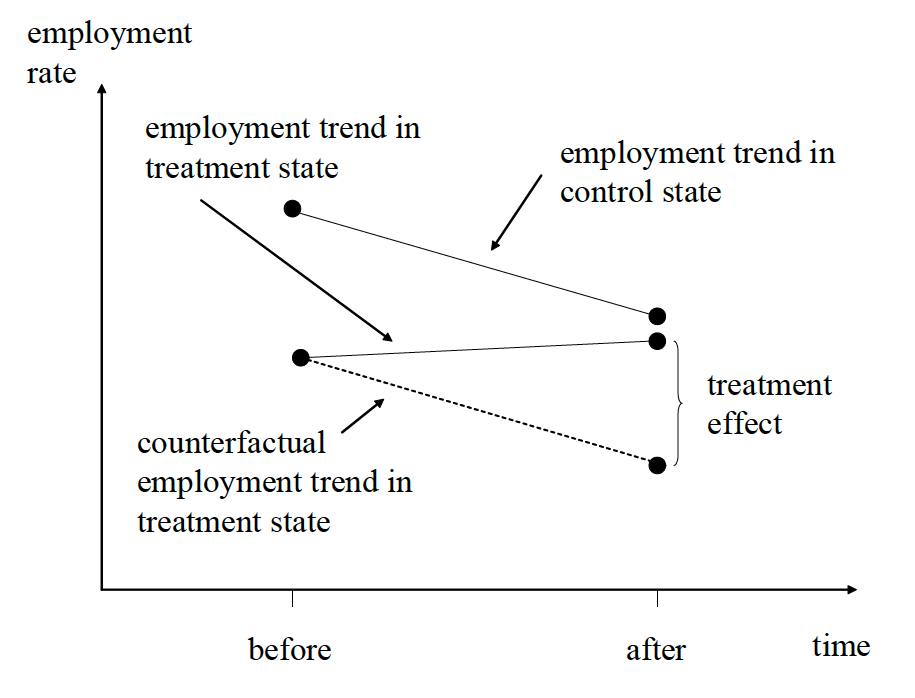 employment
rate
employment trend in
treatment state
employment trend in
control state
treatment
effect
counterfactual
employment trend in
treatment state
before
after
time